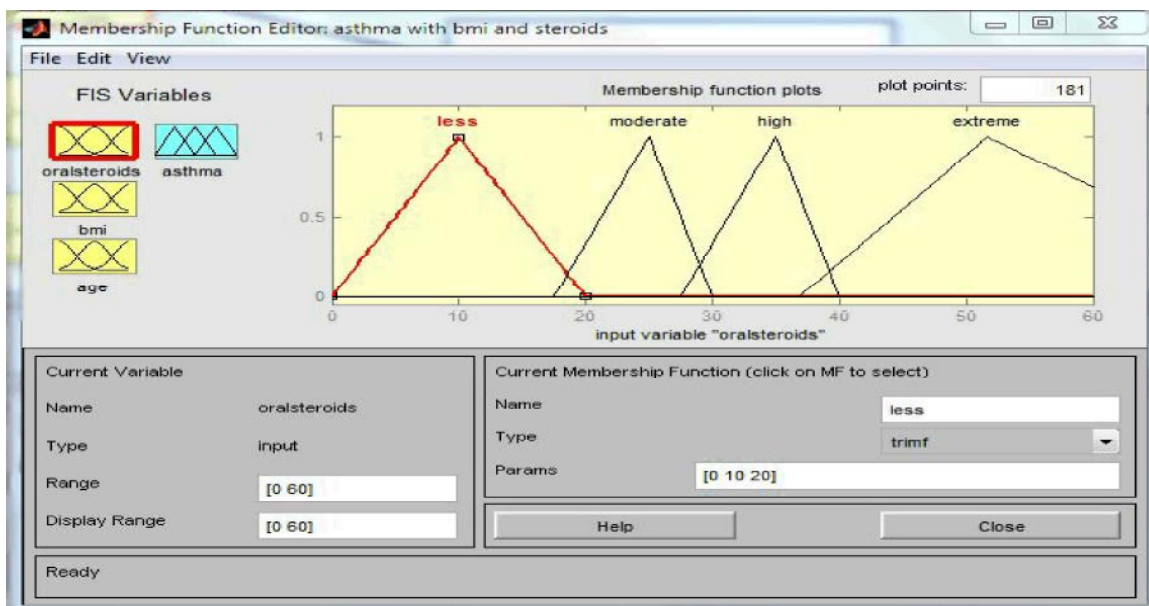 Membership Function Editor: asthma with bmi and steroids
File Edit View
FIS Variables
oralsteroids asthma
bmi
age
Membership function plots plot points: 181
less moderate high extreme
1
0.5
0
0 10 20 30 40 50 60
input variable "oralsteroids"
Current Variable
Name oralsteroids
Type input
Range [0 60]
Display Range [0 60]
Current Membership Function (click on MF to select)
Name less
Type trimf
Params [0 10 20]
Help Close
Ready